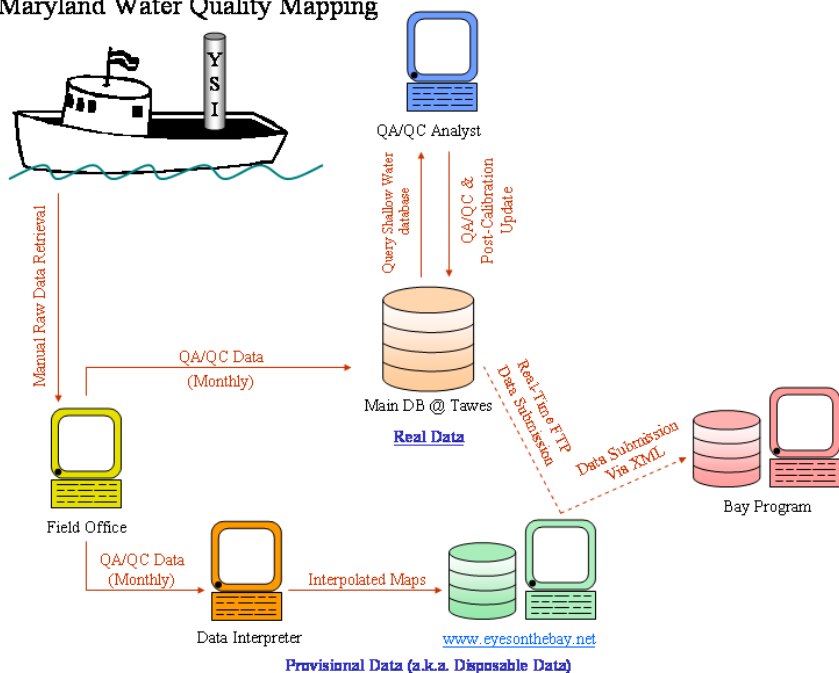 Maryland Water Quality Mapping
Y
S
I
QA/QC Analyst
Manual Raw Data Retrieval
Query Shallow Water
database
QA/QC &
Post-Calibration
Update
QA/QC Data
(Monthly)
Main DB @ Tawes
Real Data
Real-Time FTP
Data Submission
Data Submission
Via XML
Bay Program
Field Office
QA/QC Data
(Monthly)
Interpolated Maps
Data Interpreter
www.eyesonthebay.net
Provisional Data (a.k.a. Disposable Data)